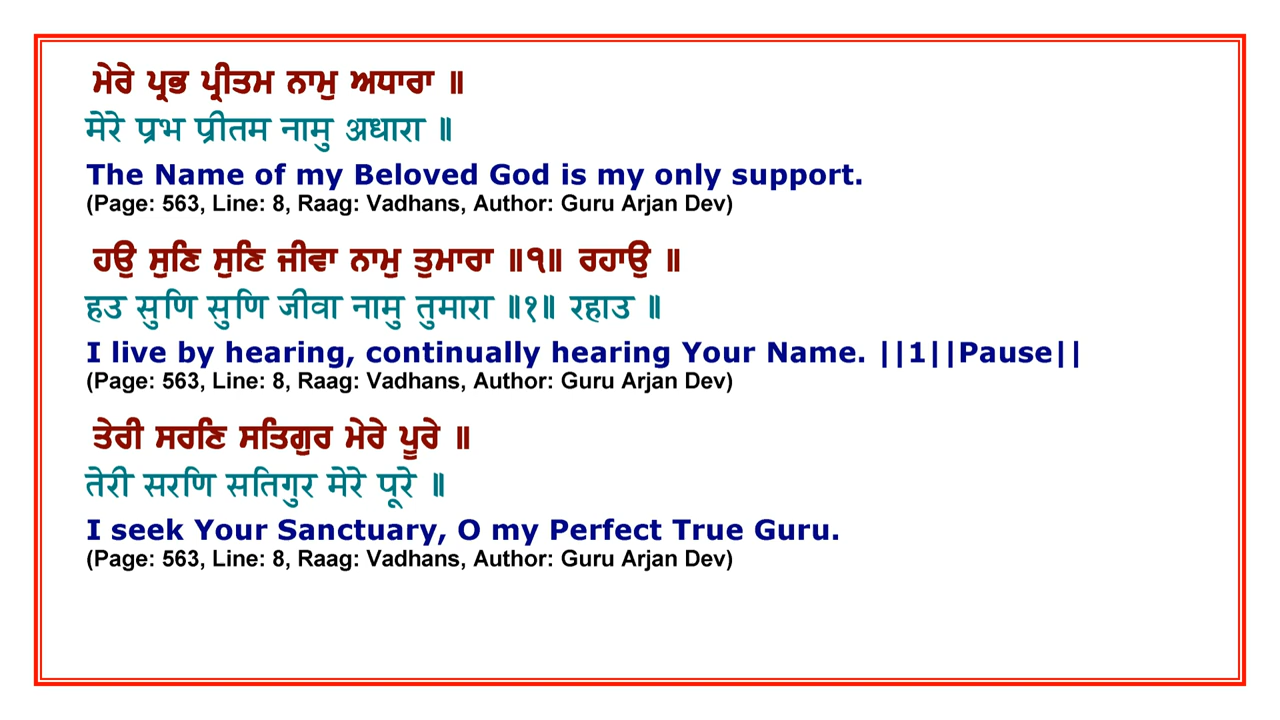 ਮੇਰੇ ਪ੍ਰਭ ਪ੍ਰੀਤਮ ਨਾਮੁ ਅਧਾਰਾ ॥
मेरे प्रभ प्रीतम नामु अधारा ॥
The Name of my Beloved God is my only support.
(Page: 563, Line: 8, Raag: Vadhans, Author: Guru Arjan Dev)
ਹਉ ਸੁਣਿ ਸੁਣਿ ਜੀਵਾ ਨਾਮੁ ਤੁਮਾਰਾ ॥੧॥ ਰਹਾਉ ॥
हउ सुणि सुणि जीवा नामु तुमारा ॥१॥ रहाउ ॥
I live by hearing, continually hearing Your Name. ||1||Pause||
(Page: 563, Line: 8, Raag: Vadhans, Author: Guru Arjan Dev)
ਤੇਰੀ ਸਰਣਿ ਸਤਿਗੁਰ ਮੇਰੇ ਪੂਰੇ ॥
तेरी सरणि सतिगुर मेरे पूरे ॥
I seek Your Sanctuary, O my Perfect True Guru.
(Page: 563, Line: 8, Raag: Vadhans, Author: Guru Arjan Dev)